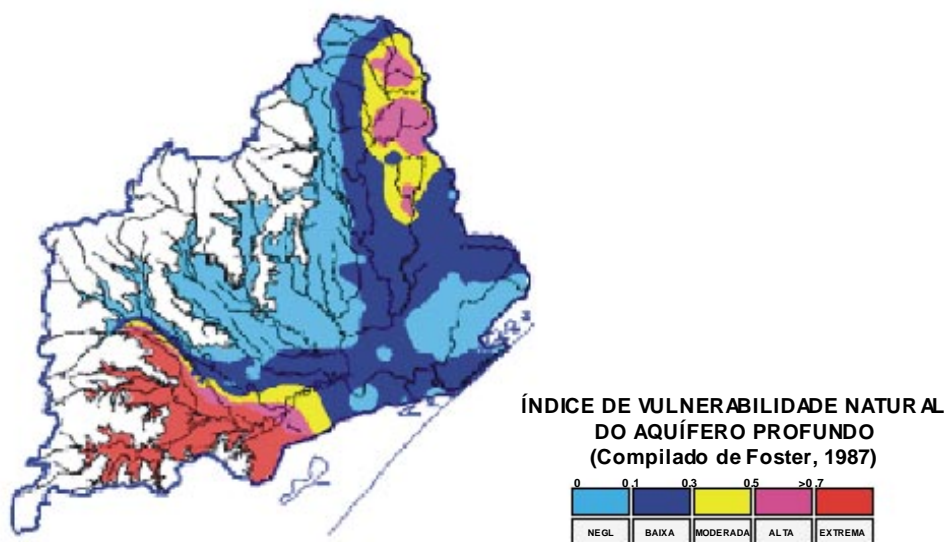 ÍNDICE DE VULNERABILIDADE NATURAL
DO AQUÍFERO PROFUNDO
(Compilado de Foster, 1987)
0 0,1 0,3 0,5 >0,7
NEGL BAIXA MODERADA ALTA EXTREMA